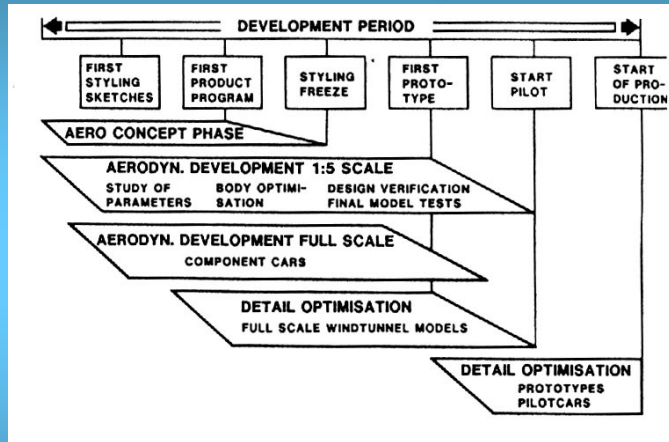 DEVELOPMENT PERIOD
FIRST
STYLING
SKETCHES
FIRST
PRODUCT
PROGRAM
STYLING
FREEZE
FIRST
PROTO-
TYPE
START
PILOT
START
OF PRO-
DUCTION
AERO CONCEPT PHASE
AERODYN. DEVELOPMENT 1:5 SCALE
STUDY OF
PARAMETERS
BODY OPTIMI-
SATION
DESIGN VERIFICATION
FINAL MODEL TESTS
AERODYN. DEVELOPMENT FULL SCALE
COMPONENT CARS
DETAIL OPTIMISATION
FULL SCALE WINDTUNNEL MODELS
DETAIL OPTIMISATION
PROTOTYPES
PILOTCARS